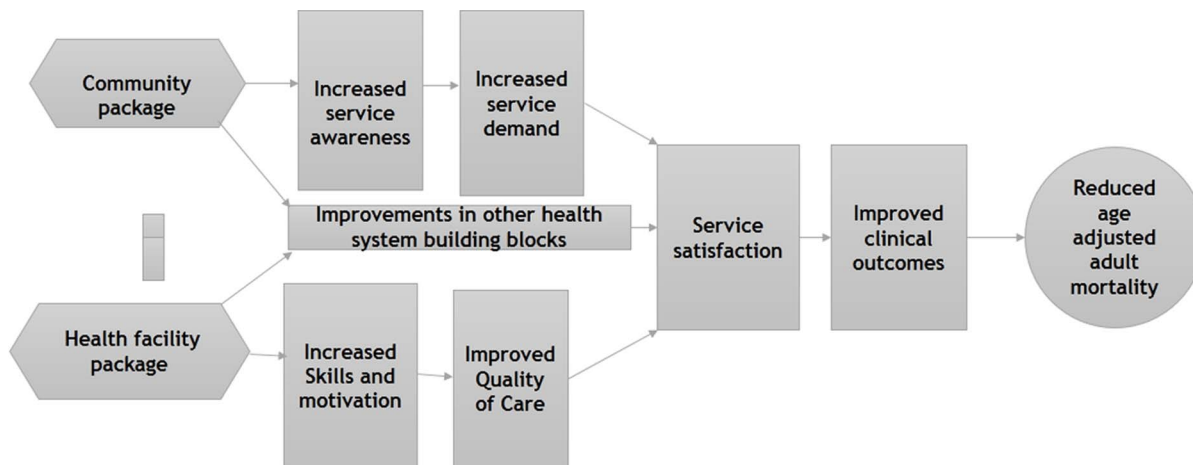 Community
package
Increased
service
awareness
Increased
service
demand
Improvements in other health
system building blocks
Health facility
package
Increased
Skills and
motivation
Improved
Quality
of Care
Service
satisfaction
Improved
clinical
outcomes
Reduced
age
adjusted
adult
mortality